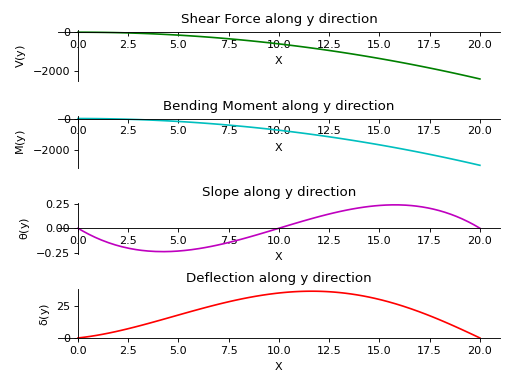 Shear Force along y direction
V(y)
0
−2000
0.0 2.5 5.0 7.5 10.0 12.5 15.0 17.5 20.0
X
Bending Moment along y direction
M(y)
0
−2000
0.0 2.5 5.0 7.5 10.0 12.5 15.0 17.5 20.0
X
Slope along y direction
θ(y)
0.25
0.00
−0.25
0.0 2.5 5.0 7.5 10.0 12.5 15.0 17.5 20.0
X
Deflection along y direction
δ(y)
25
0
0.0 2.5 5.0 7.5 10.0 12.5 15.0 17.5 20.0
X